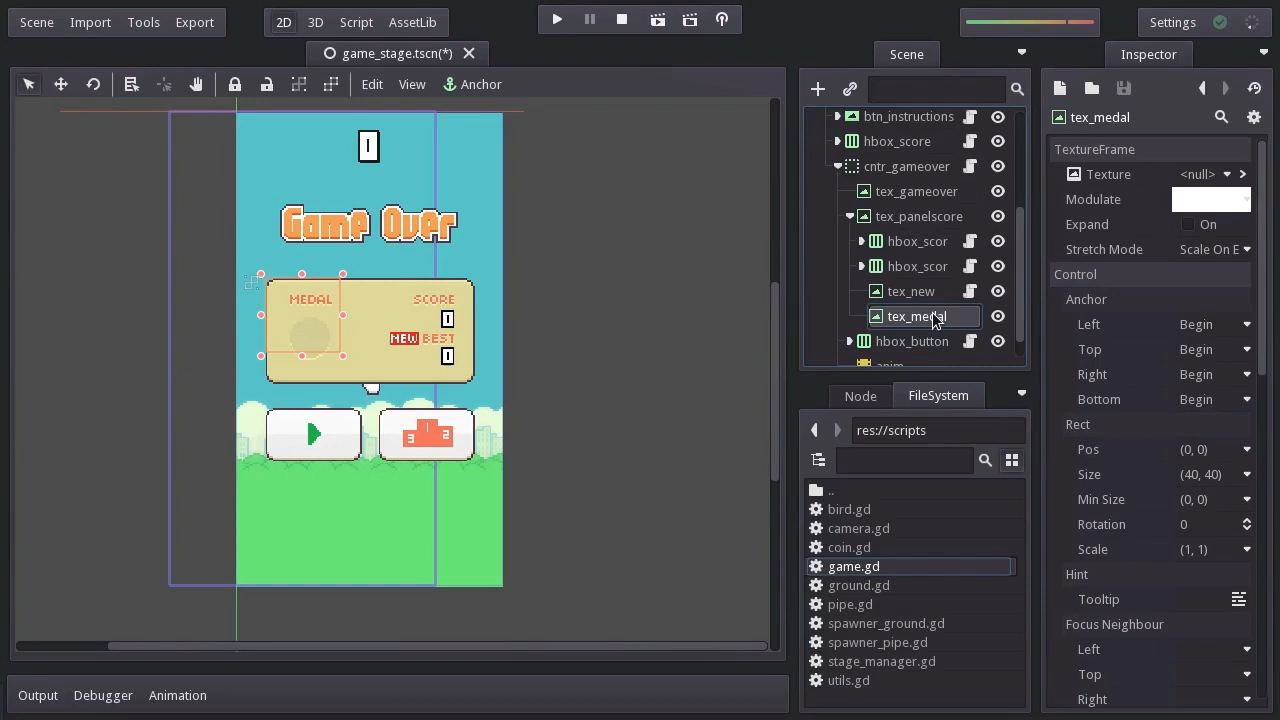 Scene Import Tools Export 2D 3D Script AssetLib Settings
game_stage.tscn(*)
Scene
Inspector
Edit View Anchor
btn_instructions
hbox_score
cntr_gameover
tex_gameover
tex_panelscore
hbox_scor
hbox_scor
tex_new
tex_medal
hbox_button
tex_medal
TextureFrame
Texture <null>
Modulate
Expand On
Stretch Mode Scale On E
Control
Anchor
Left Begin
Top Begin
Right Begin
Bottom Begin
Rect
Pos (0, 0)
Size (40, 40)
Min Size (0, 0)
Rotation 0
Scale (1, 1)
Hint
Tooltip
Focus Neighbour
Left
Top
Right
Game Over
MEDAL SCORE
NEW BEST
3 1 2
Node FileSystem
res://scripts
..
bird.gd
camera.gd
coin.gd
game.gd
ground.gd
pipe.gd
spawner_ground.gd
spawner_pipe.gd
stage_manager.gd
utils.gd
Output Debugger Animation